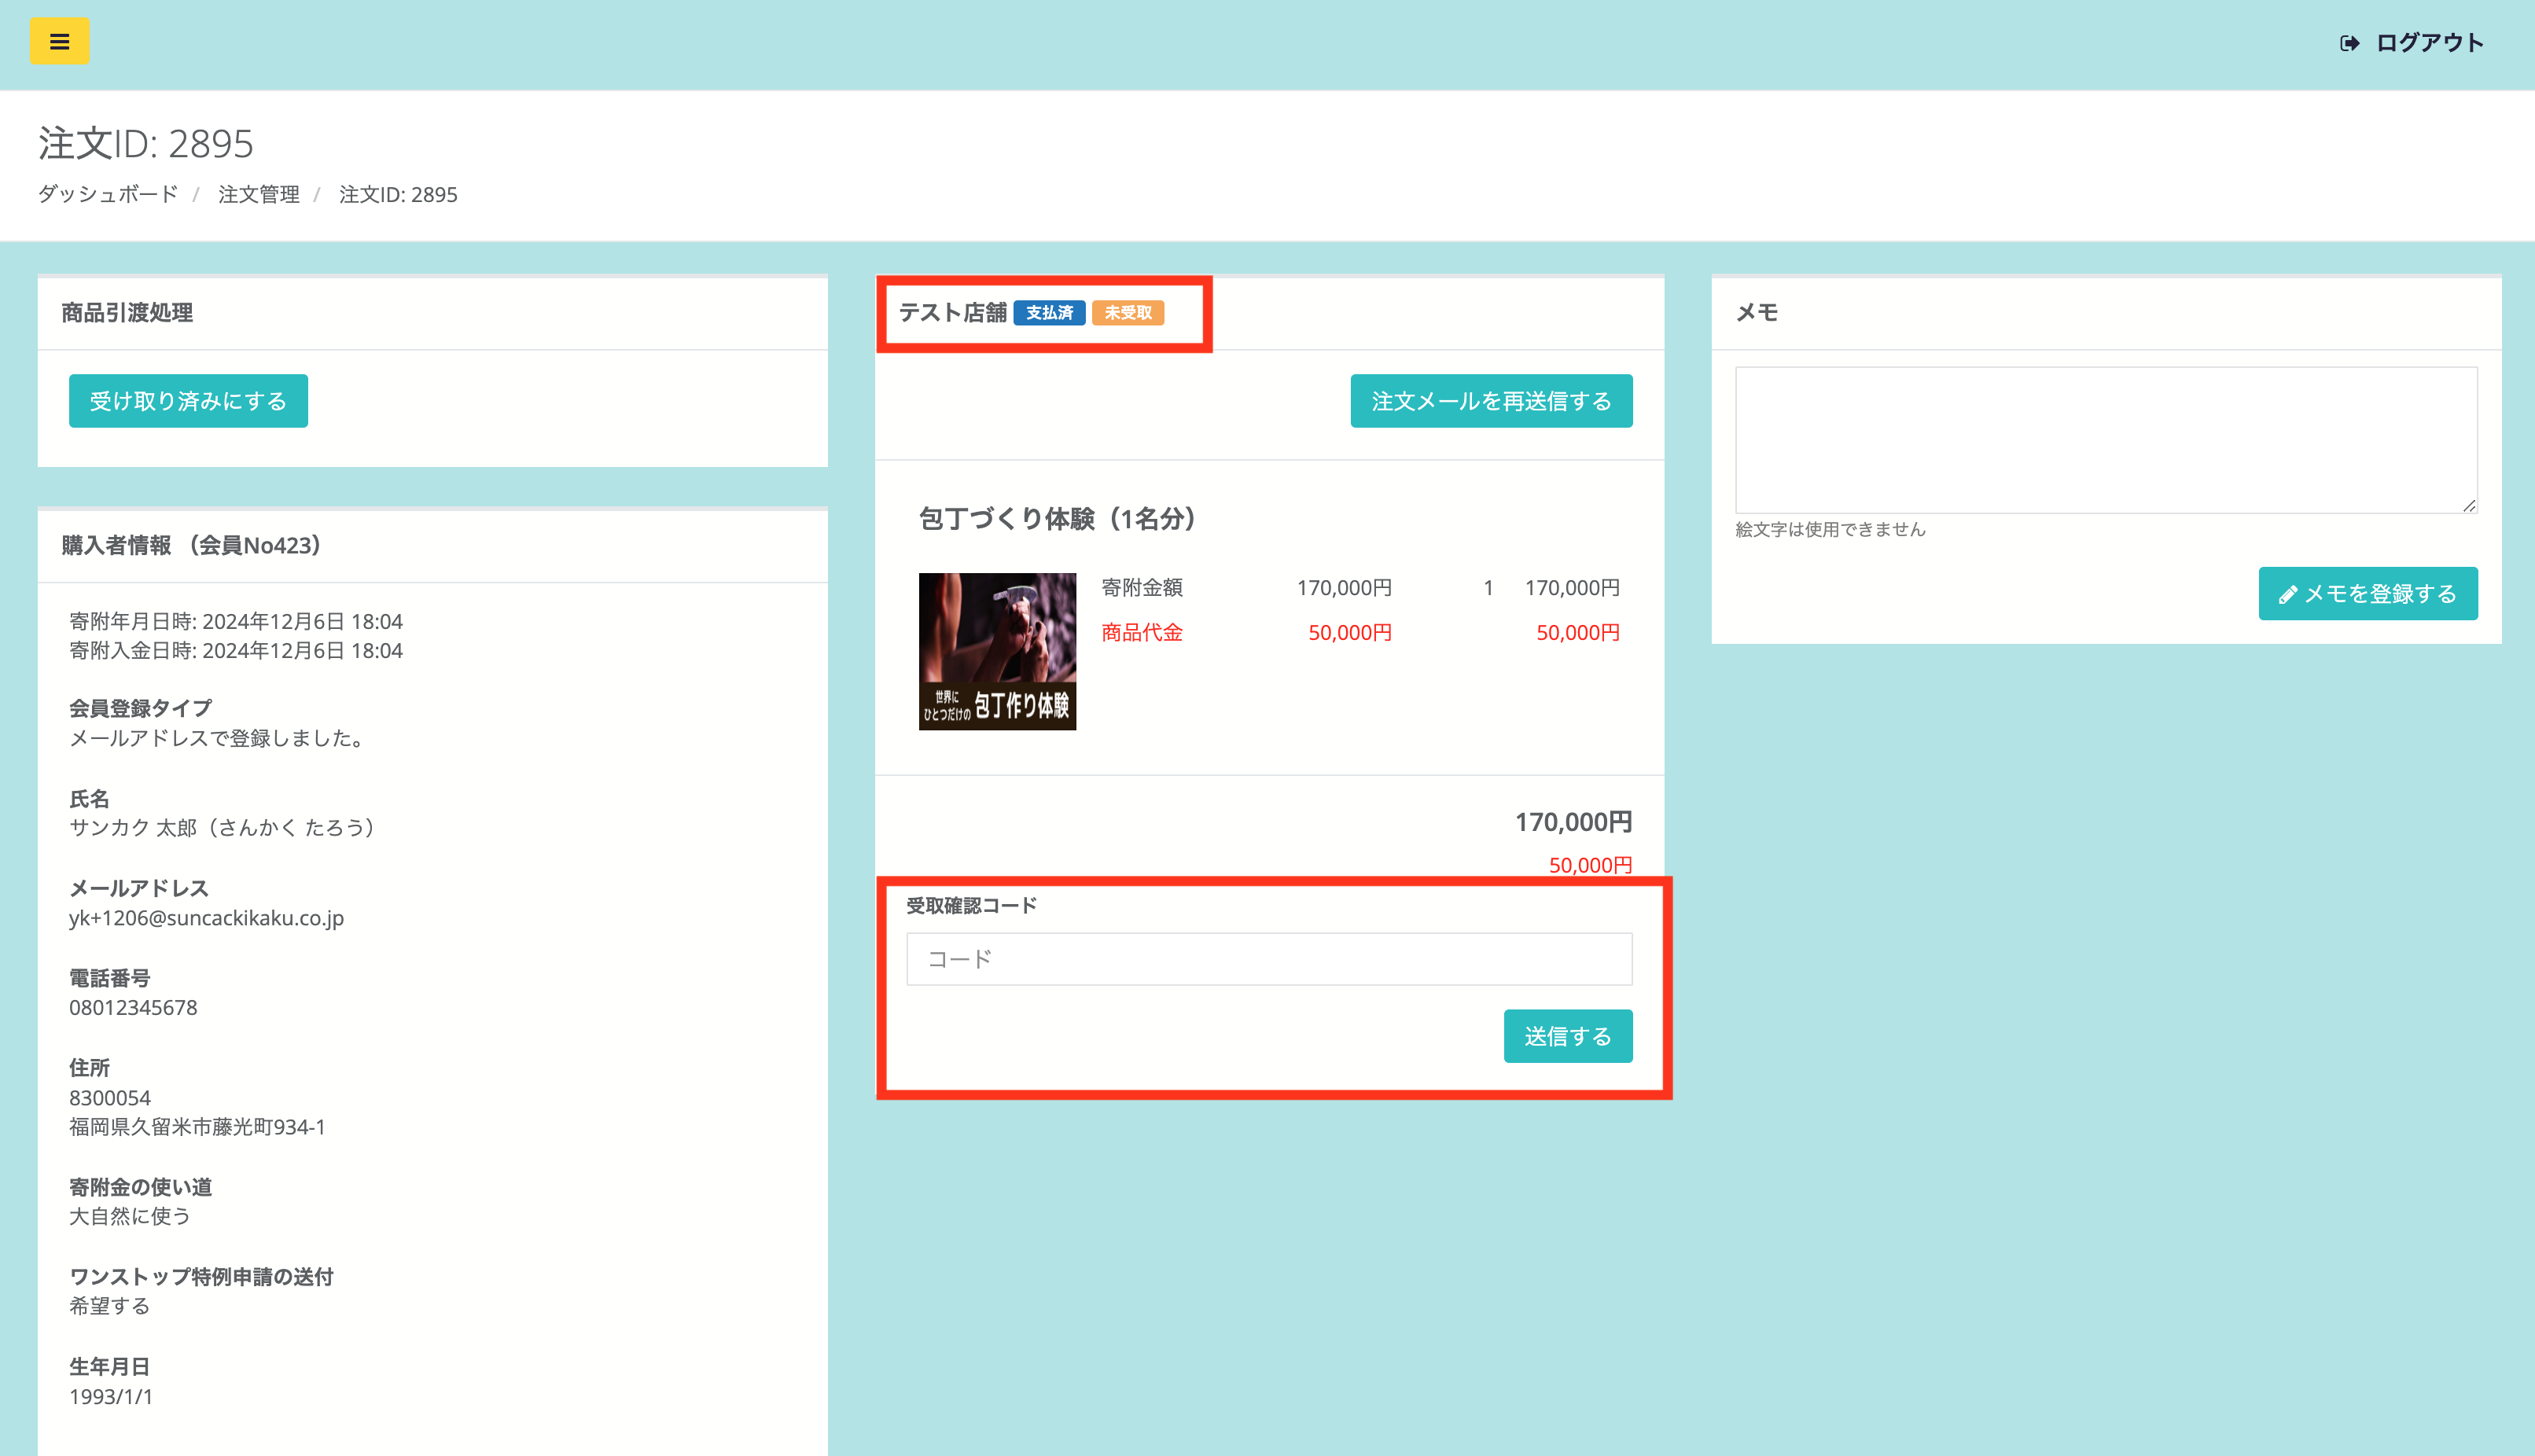 ログアウト
注文ID: 2895
ダッシュボード / 注文管理 / 注文ID: 2895
商品引渡処理
受け取り済みにする
購入者情報 （会員No423）
寄附年月日時: 2024年12月6日 18:04
寄附入金日時: 2024年12月6日 18:04
会員登録タイプ
メールアドレスで登録しました。
氏名
サンカク 太郎（さんかく たろう）
メールアドレス
yk+1206@suncackikaku.co.jp
電話番号
08012345678
住所
8300054
福岡県久留米市藤光町934-1
寄附金の使い道
大自然に使う
ワンストップ特例申請の送付
希望する
生年月日
1993/1/1
テスト店舗 支払済 未受取
注文メールを再送信する
包丁づくり体験（1名分）
世界に
ひとつだけの 包丁作り体験
寄附金額 170,000円 1 170,000円
商品代金 50,000円 50,000円
170,000円
50,000円
受取確認コード
コード
送信する
メモ
絵文字は使用できません
メモを登録する